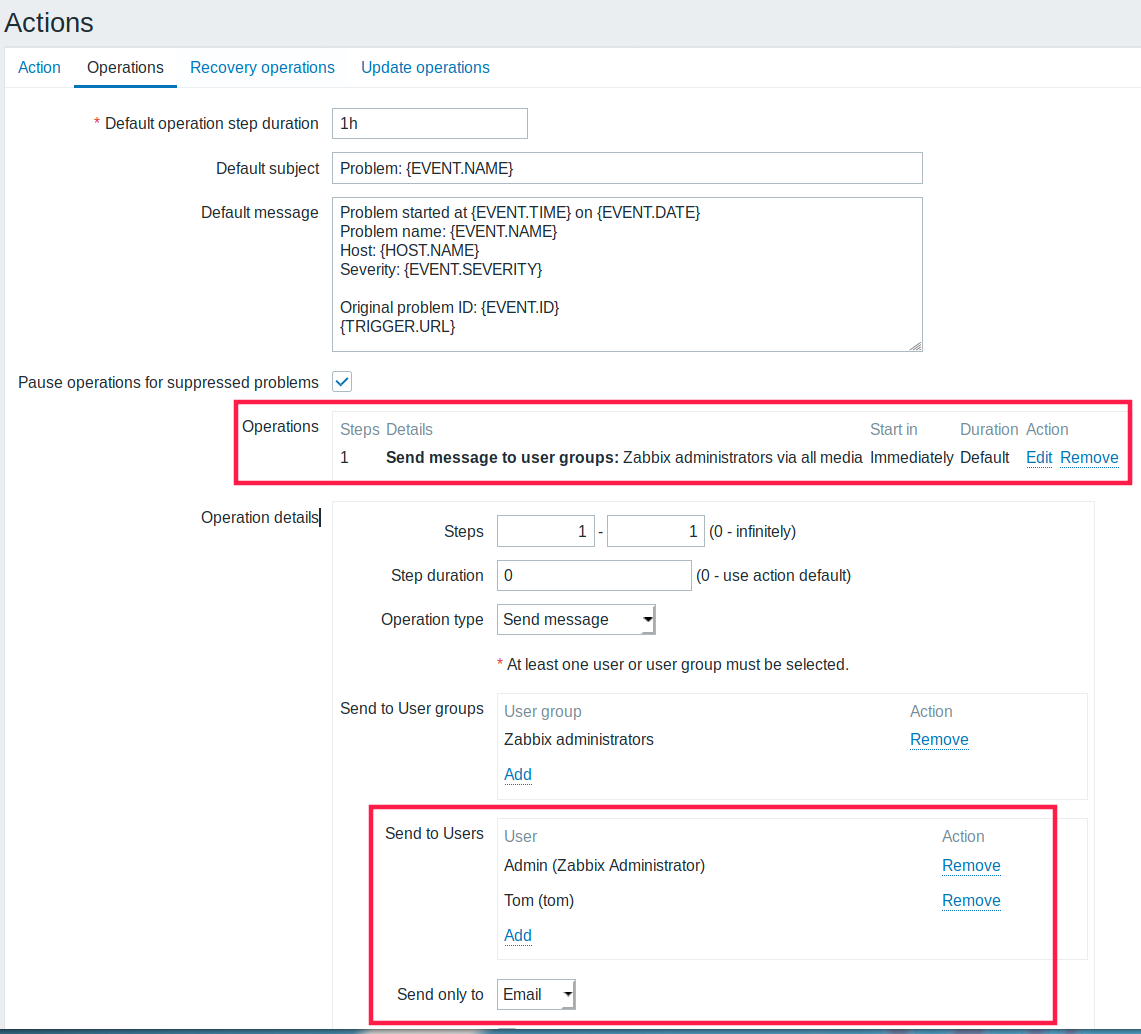 Actions
Action Operations Recovery operations Update operations
* Default operation step duration 1h
Default subject Problem: {EVENT.NAME}
Default message Problem started at {EVENT.TIME} on {EVENT.DATE}
Problem name: {EVENT.NAME}
Host: {HOST.NAME}
Severity: {EVENT.SEVERITY}
Original problem ID: {EVENT.ID}
{TRIGGER.URL}
Pause operations for suppressed problems
Operations Steps Details Start in Duration Action
1 Send message to user groups: Zabbix administrators via all media Immediately Default Edit Remove
Operation details
Steps 1 - 1 (0 - infinitely)
Step duration 0 (0 - use action default)
Operation type Send message
* At least one user or user group must be selected.
Send to User groups User group Action
Zabbix administrators Remove
Add
Send to Users User Action
Admin (Zabbix Administrator) Remove
Tom (tom) Remove
Add
Send only to Email